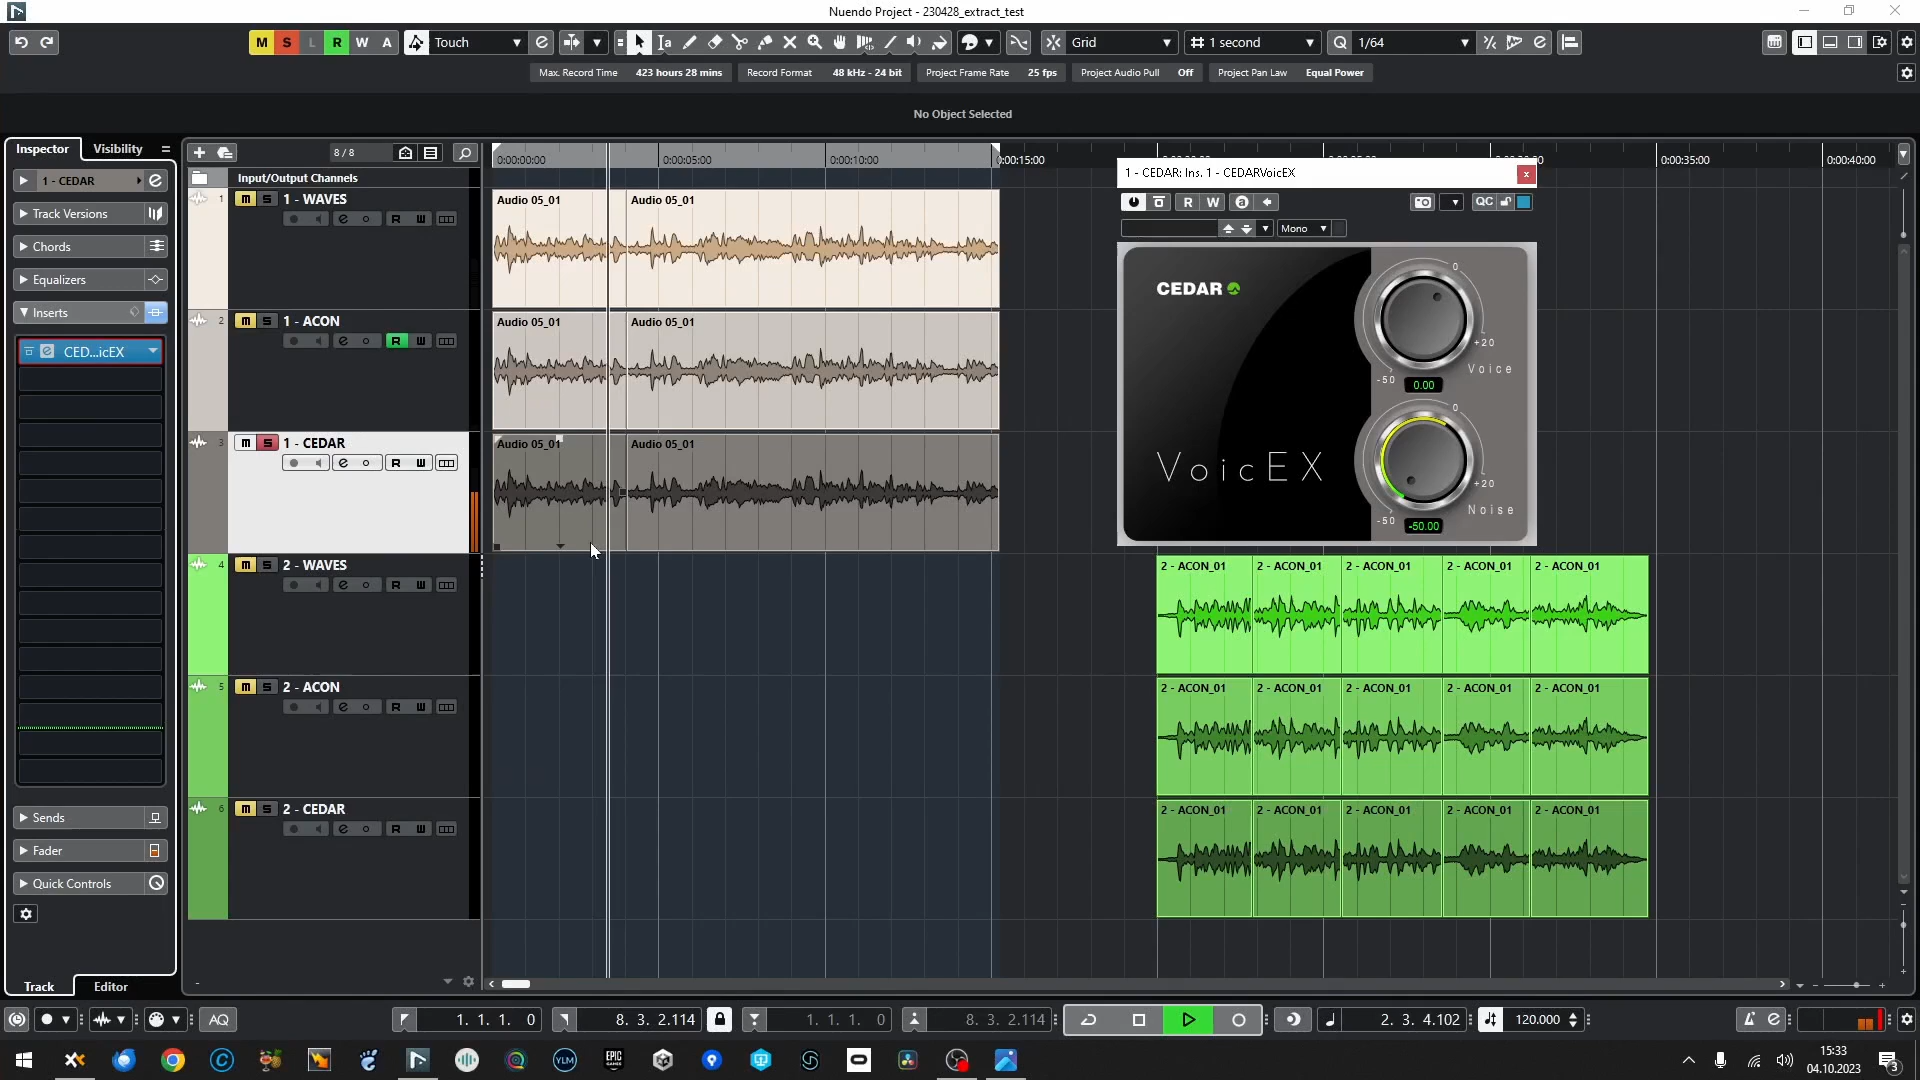 Nuendo Project - 230428_extract_test
M S L R W A Touch Grid 1 second Q 1/64
Max. Record Time 423 hours 28 mins Record Format 48 kHz - 24 bit Project Frame Rate 25 fps Project Audio Pull Off Project Pan Law Equal Power
No Object Selected
Inspector Visibility
8 / 8
0:00:00:00 0:00:05:00 0:00:10:00 0:00:15:00 0:00:35:00 0:00:40:00
1 - CEDAR
Track Versions
Chords
Equalizers
Inserts
CED...icEX
Sends
Fader
Quick Controls
Track Editor
Input/Output Channels
1 m S 1 - WAVES
R W
Audio 05_01 Audio 05_01
2 m S 1 - ACON
R W
Audio 05_01 Audio 05_01
3 m S 1 - CEDAR
R W
Audio 05_01 Audio 05_01
4 m S 2 - WAVES
R W
2 - ACON_01 2 - ACON_01 2 - ACON_01 2 - ACON_01 2 - ACON_01
5 m S 2 - ACON
R W
2 - ACON_01 2 - ACON_01 2 - ACON_01 2 - ACON_01 2 - ACON_01
6 m S 2 - CEDAR
R W
2 - ACON_01 2 - ACON_01 2 - ACON_01 2 - ACON_01 2 - ACON_01
1 - CEDAR: Ins. 1 - CEDARVoicEX
R W a QC
Mono
CEDAR
0
+20
Voice
-50
0.00
VoicEX
0
+20
Noise
-50
-50.00
AQ 1. 1. 1. 0 8. 3. 2.114 1. 1. 1. 0 8. 3. 2.114 2. 3. 4.102 120.000
YLM EPIC GAMES
15:33
04.10.2023
3